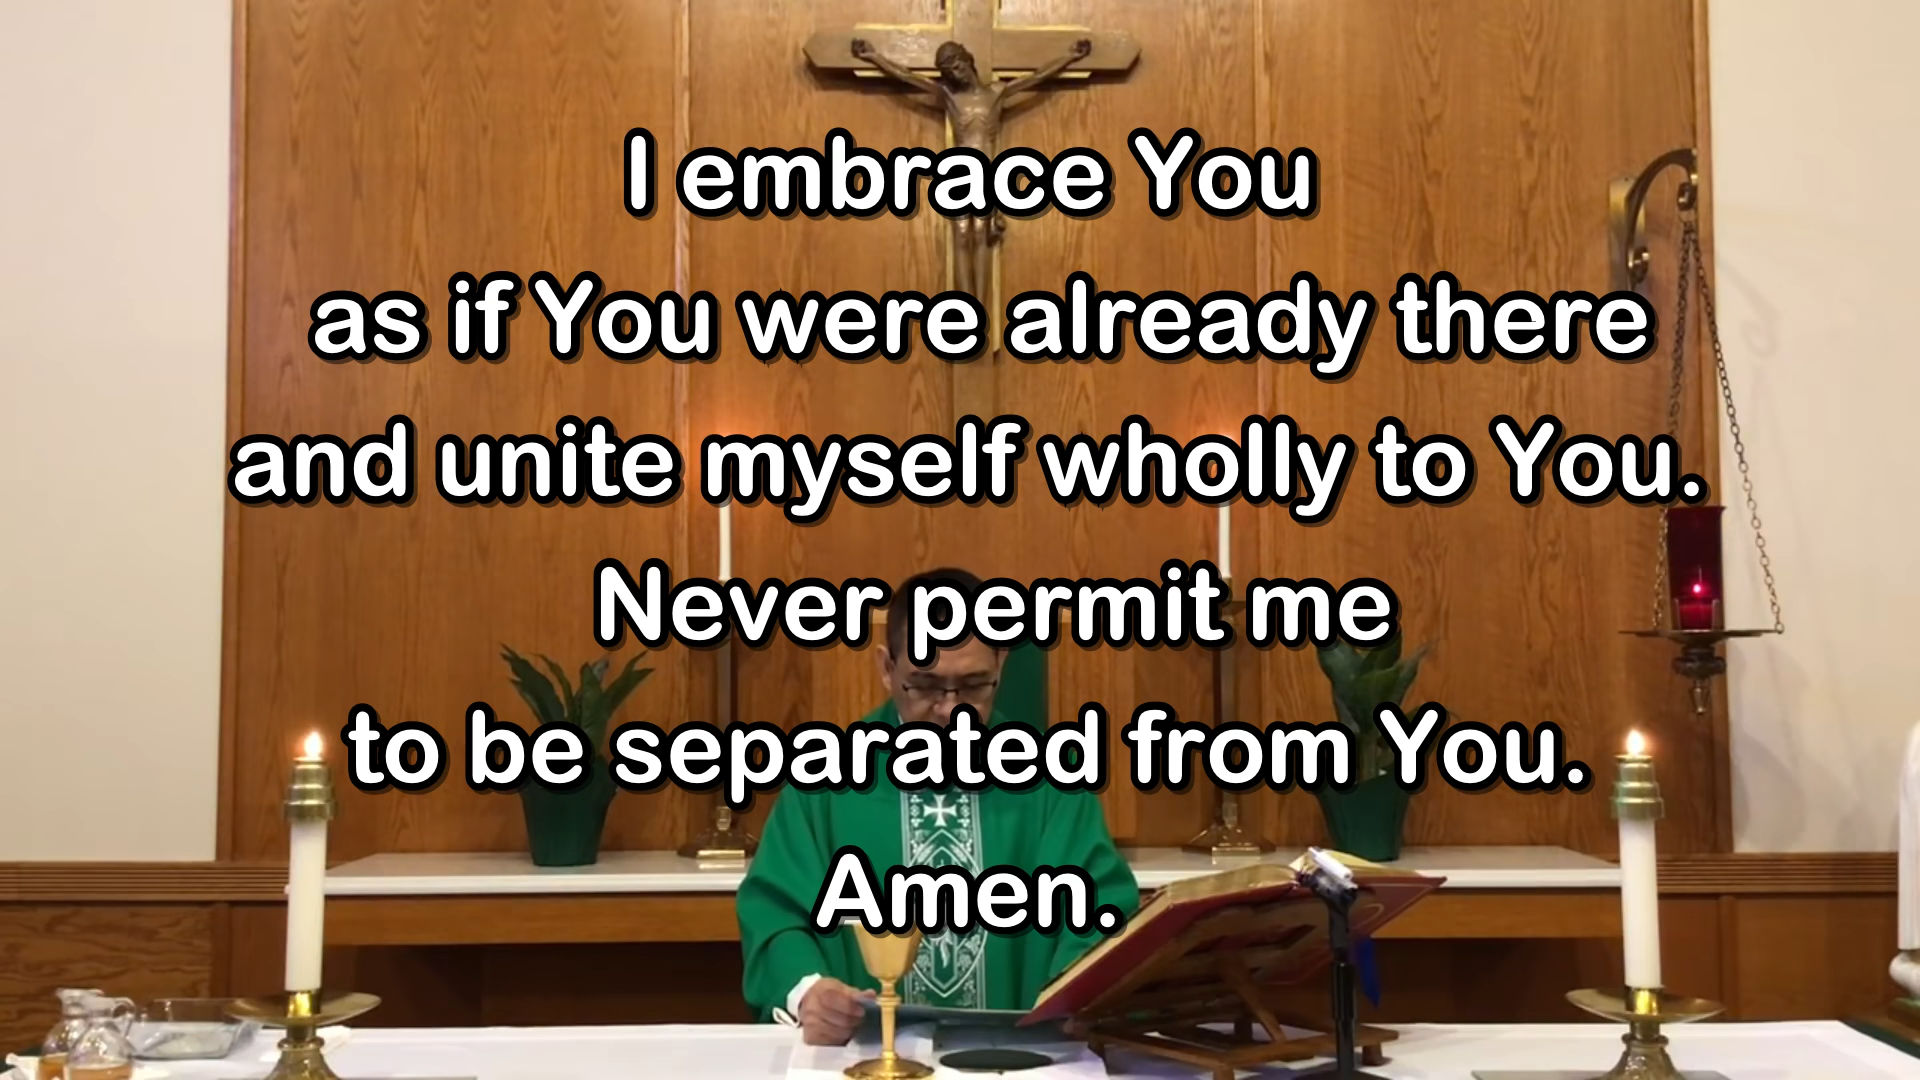 I embrace You
as if You were already there
and unite myself wholly to You.
Never permit me
to be separated from You.
Amen.